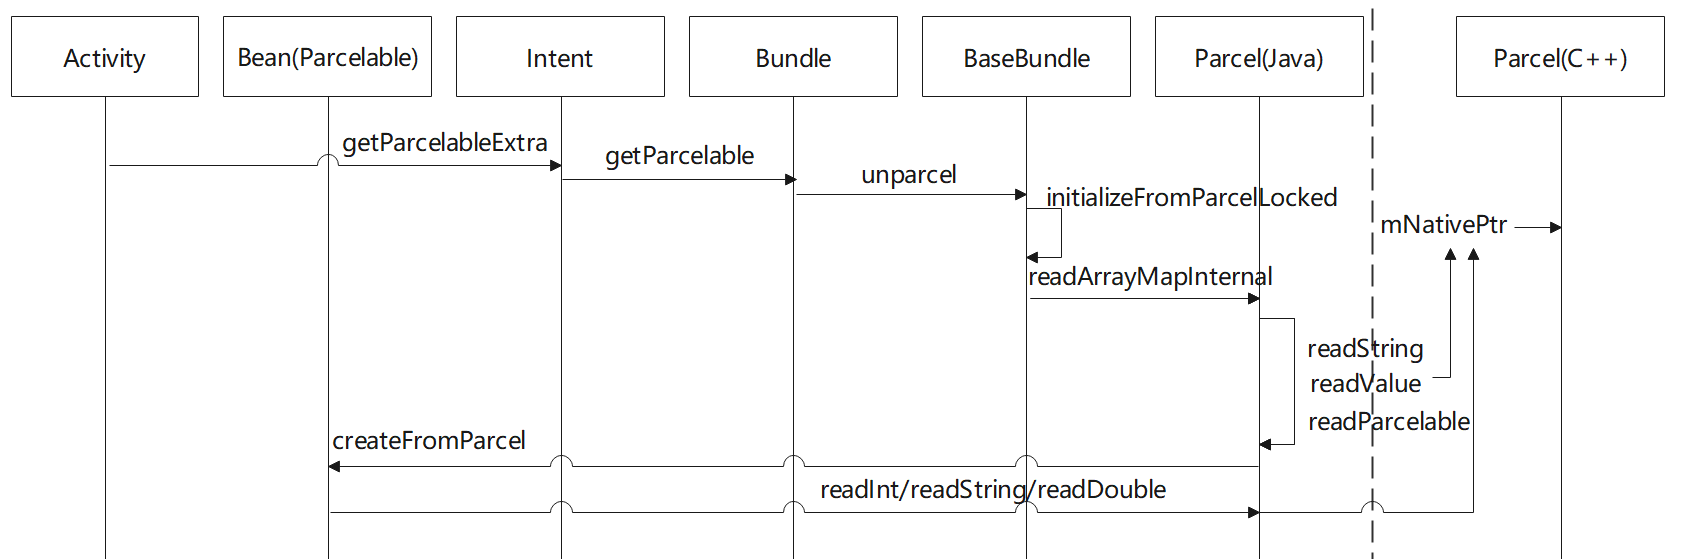 Activity
Bean(Parcelable)
Intent
Bundle
BaseBundle
Parcel(Java)
Parcel(C++)
getParcelableExtra
getParcelable
unparcel
initializeFromParcelLocked
mNativePtr
readArrayMapInternal
readString
readValue
readParcelable
createFromParcel
readInt/readString/readDouble